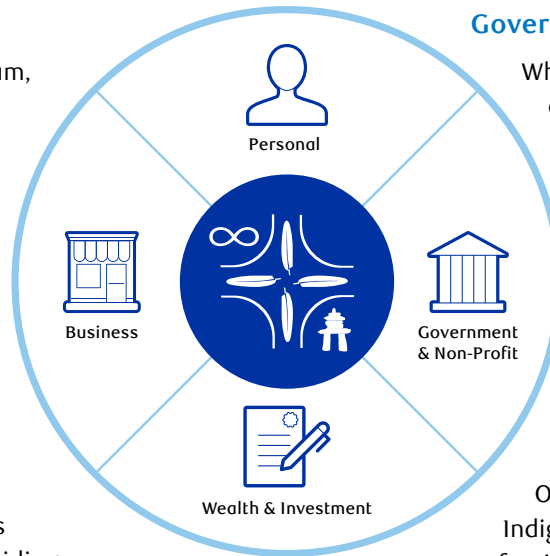 Gover
um,
Wh
Personal
Business
Government
& Non-Profit
Wealth & Investment
O
s
Indig